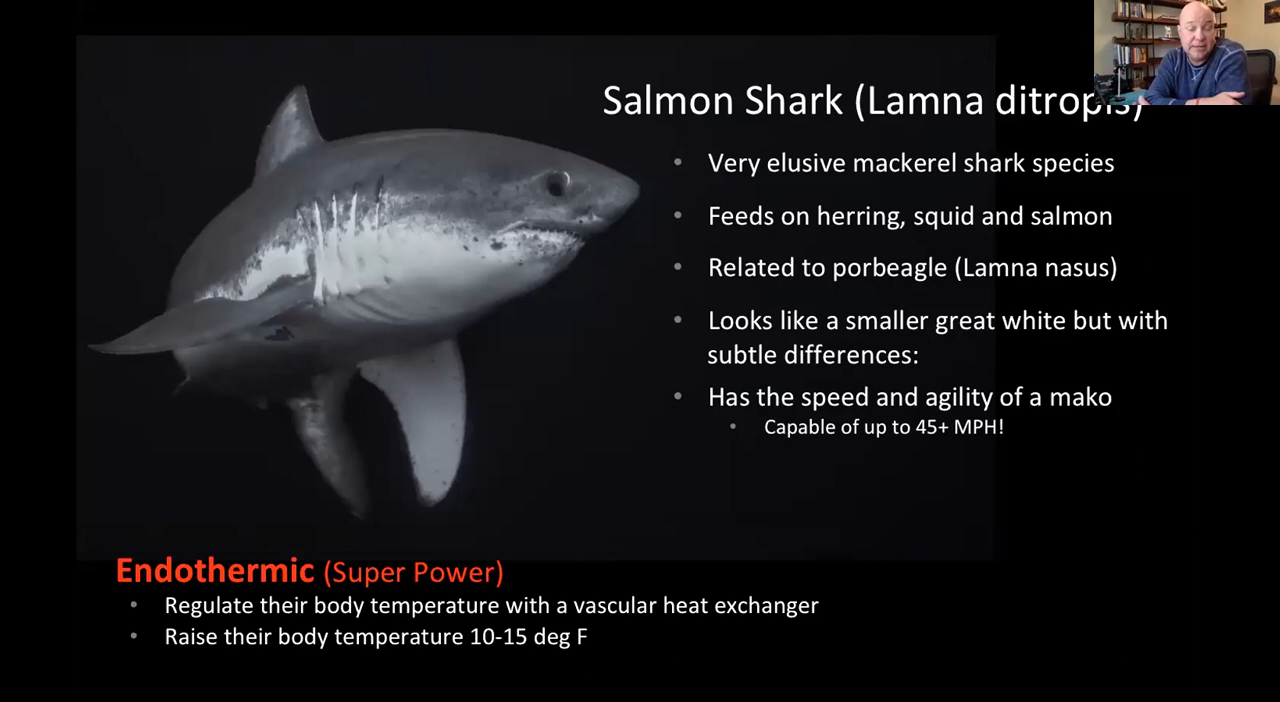 Salmon Shark (Lamna ditropis)
• Very elusive mackerel shark species
• Feeds on herring, squid and salmon
• Related to porbeagle (Lamna nasus)
• Looks like a smaller great white but with
subtle differences:
• Has the speed and agility of a mako
• Capable of up to 45+ MPH!
Endothermic (Super Power)
• Regulate their body temperature with a vascular heat exchanger
• Raise their body temperature 10-15 deg F